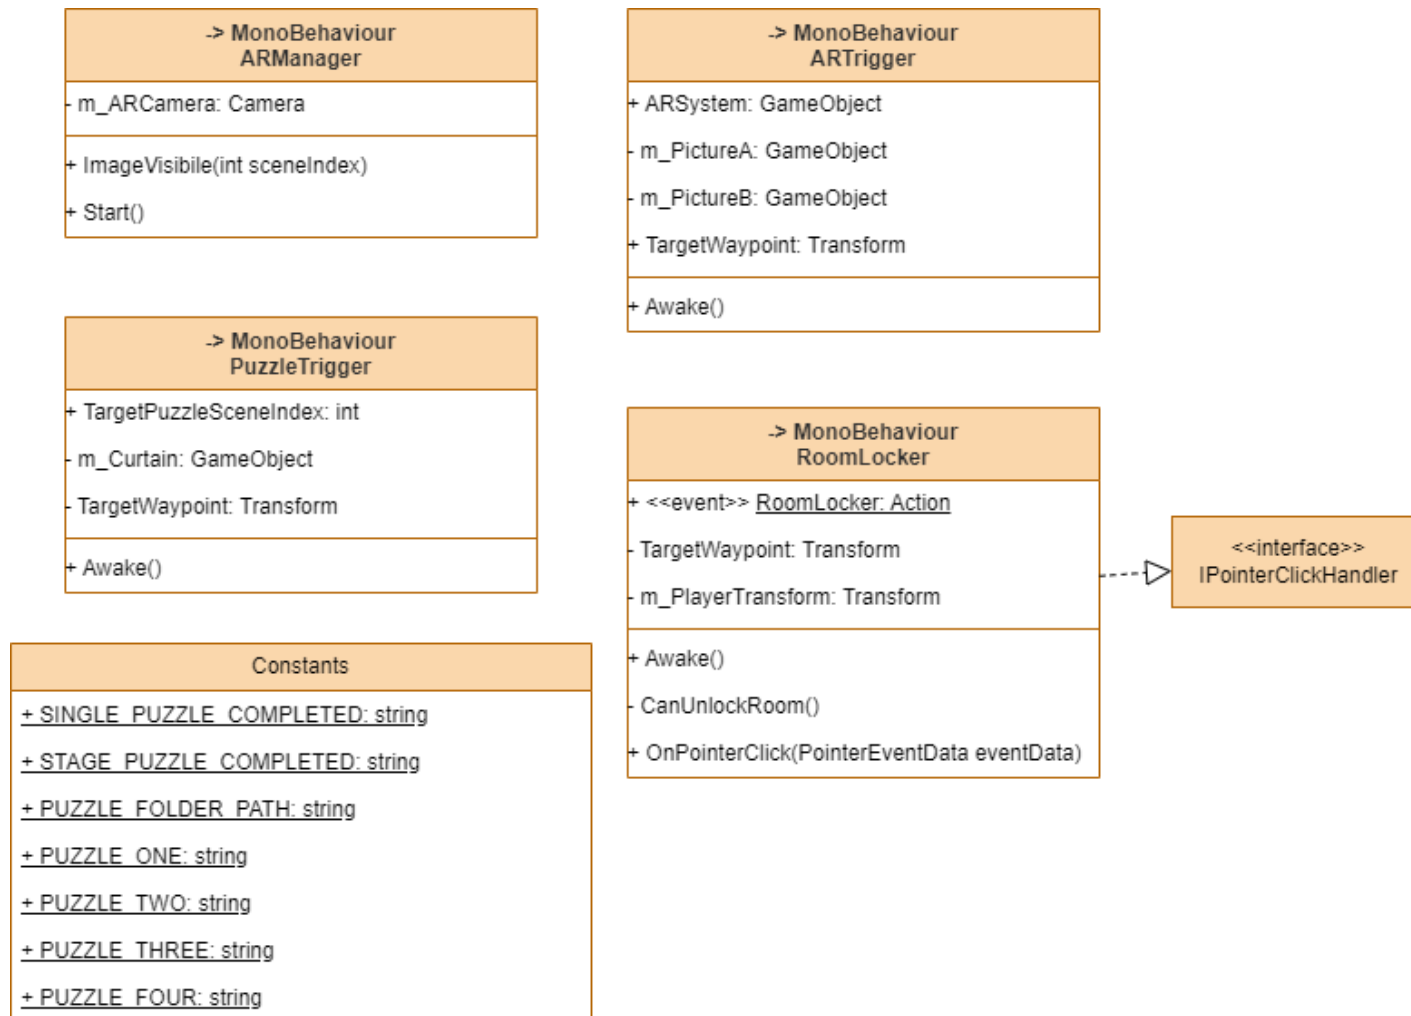 -> MonoBehaviour
ARManager
- m_ARCamera: Camera
+ ImageVisibile(int sceneIndex)
+ Start()
-> MonoBehaviour
ARTrigger
+ ARSystem: GameObject
- m_PictureA: GameObject
- m_PictureB: GameObject
+ TargetWaypoint: Transform
+ Awake()
-> MonoBehaviour
PuzzleTrigger
+ TargetPuzzleSceneIndex: int
- m_Curtain: GameObject
- TargetWaypoint: Transform
+ Awake()
-> MonoBehaviour
RoomLocker
+ <<event>> RoomLocker: Action
- TargetWaypoint: Transform
- m_PlayerTransform: Transform
+ Awake()
- CanUnlockRoom()
+ OnPointerClick(PointerEventData eventData)
<<interface>>
IPointerClickHandler
Constants
+ SINGLE_PUZZLE_COMPLETED: string
+ STAGE_PUZZLE_COMPLETED: string
+ PUZZLE_FOLDER_PATH: string
+ PUZZLE_ONE: string
+ PUZZLE_TWO: string
+ PUZZLE_THREE: string
+ PUZZLE_FOUR: string